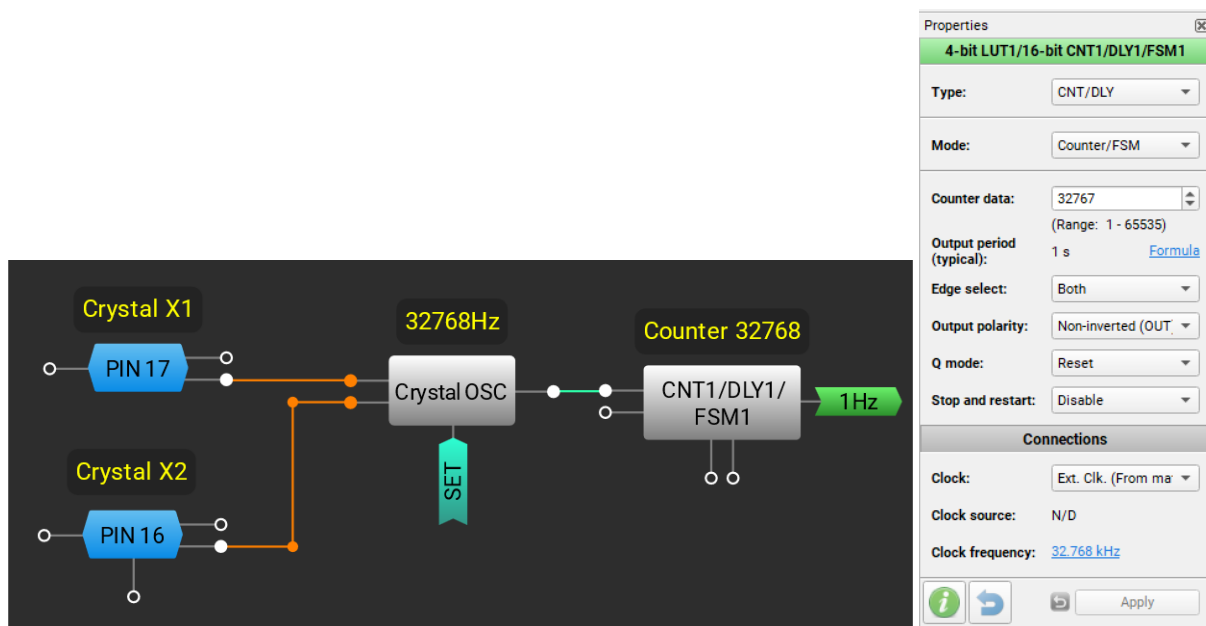 Crystal X1
PIN 17
Crystal X2
PIN 16
32768Hz
Crystal OSC
SET
Counter 32768
CNT1/DLY1/
FSM1
1Hz
Properties
4-bit LUT1/16-bit CNT1/DLY1/FSM1
Type: CNT/DLY
Mode: Counter/FSM
Counter data: 32767
(Range: 1 - 65535)
Output period
(typical): 1 s Formula
Edge select: Both
Output polarity: Non-inverted (OUT)
Q mode: Reset
Stop and restart: Disable
Connections
Clock: Ext. Clk. (From ma
Clock source: N/D
Clock frequency: 32.768 kHz
Apply